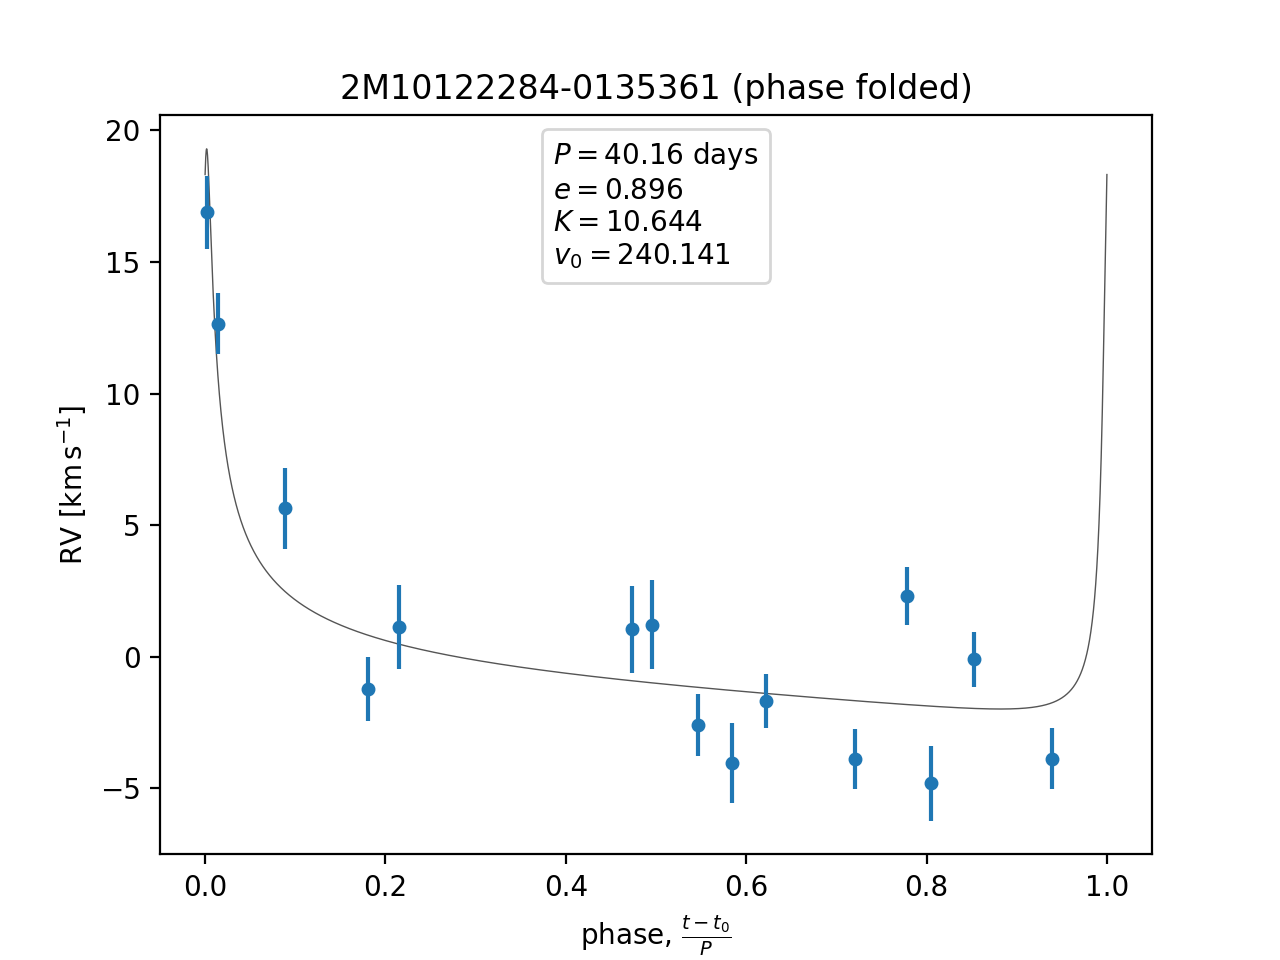 2M10122284-0135361 (phase folded)
P = 40.16 days
e = 0.896
K = 10.644
v₀ = 240.141
20
15
10
5
0
−5
RV [km s⁻¹]
0.0 0.2 0.4 0.6 0.8 1.0
phase, (t − t₀)/P